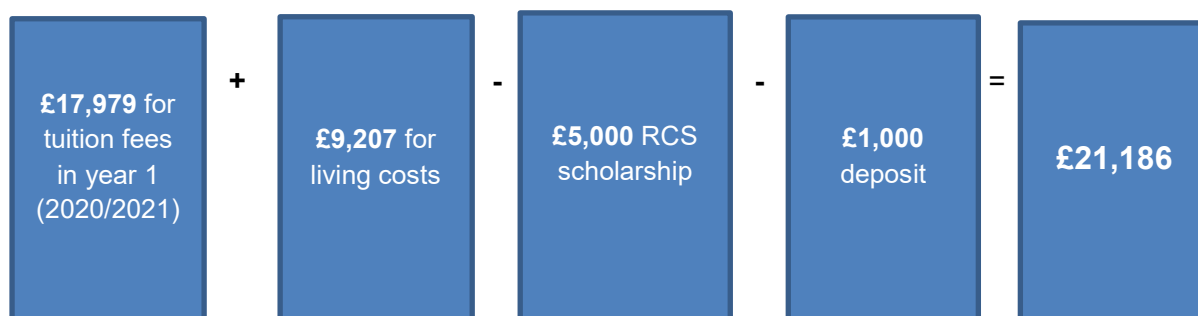 £17,979 for
tuition fees
in year 1
(2020/2021)
+
£9,207 for
living costs
-
£5,000 RCS
scholarship
-
£1,000
deposit
=
£21,186